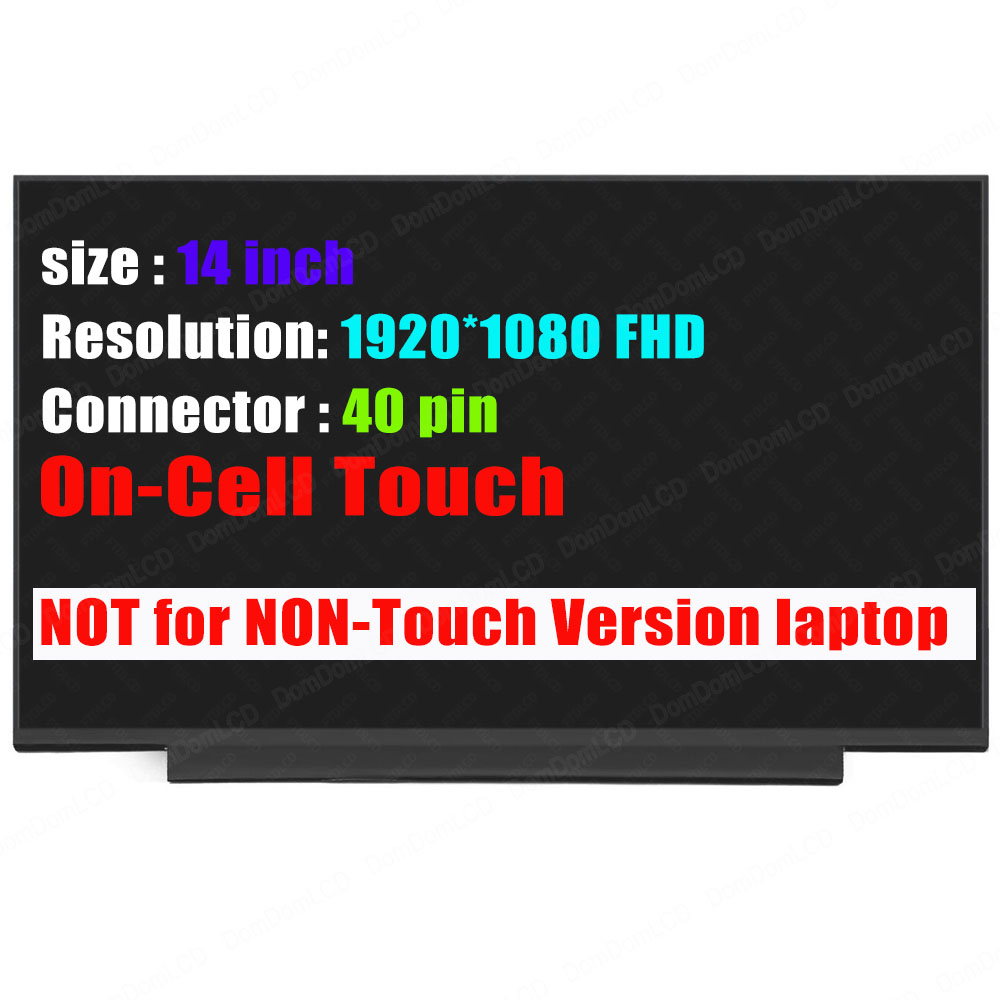 size : 14 inch
Resolution: 1920*1080 FHD
Connector : 40 pin
On-Cell Touch
NOT for NON-Touch Version laptop
DomDomLCD